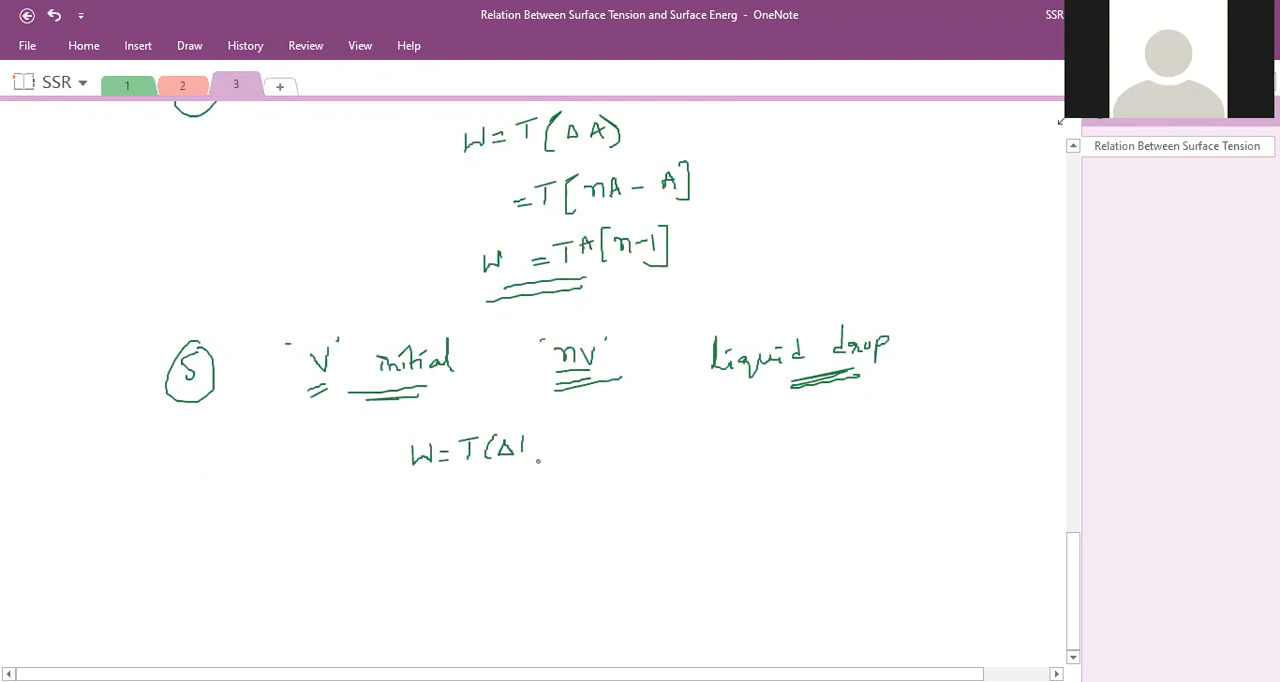 Relation Between Surface Tension and Surface Energ - OneNote
SSR
File Home Insert Draw History Review View Help
SSR 1 2 3 +
Relation Between Surface Tension
W = T(ΔA)
= T[nA - A]
W = TA[n-1]
5 'V' initial 'nV' Liquid drop
W = T(Δ